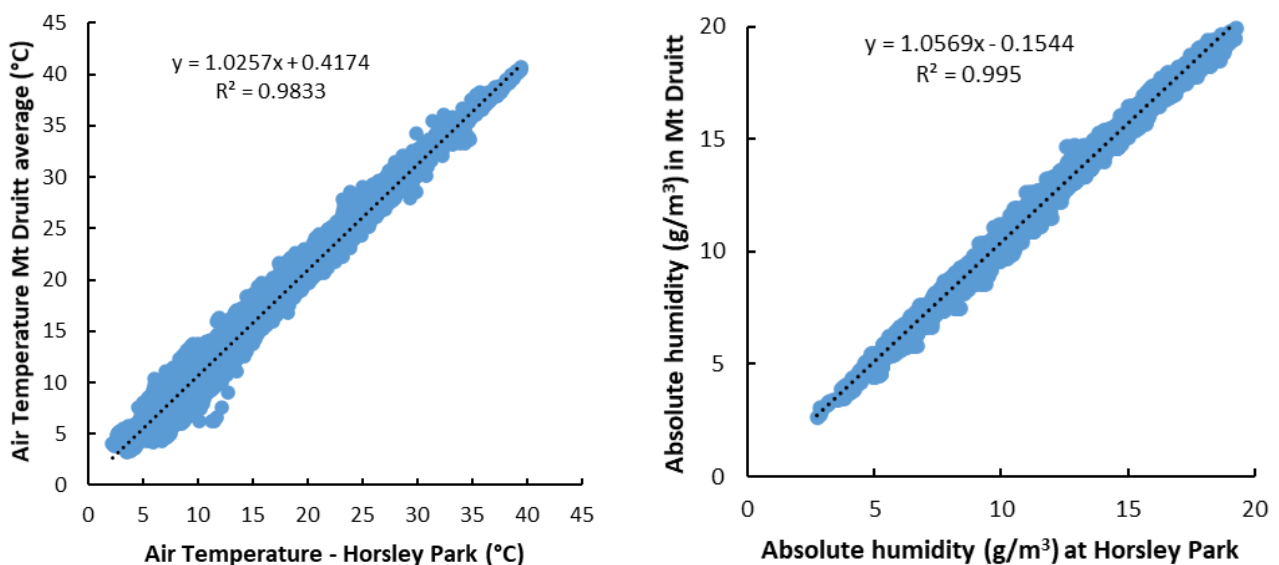 Air Temperature Mt Druitt average (°C)
45
40
35
30
25
20
15
10
5
0
y = 1.0257x + 0.4174
R² = 0.9833
0 5 10 15 20 25 30 35 40 45
Air Temperature - Horsley Park (°C)
Absolute humidity (g/m³) in Mt Druitt
20
15
10
5
0
y = 1.0569x - 0.1544
R² = 0.995
0 5 10 15 20
Absolute humidity (g/m³) at Horsley Park